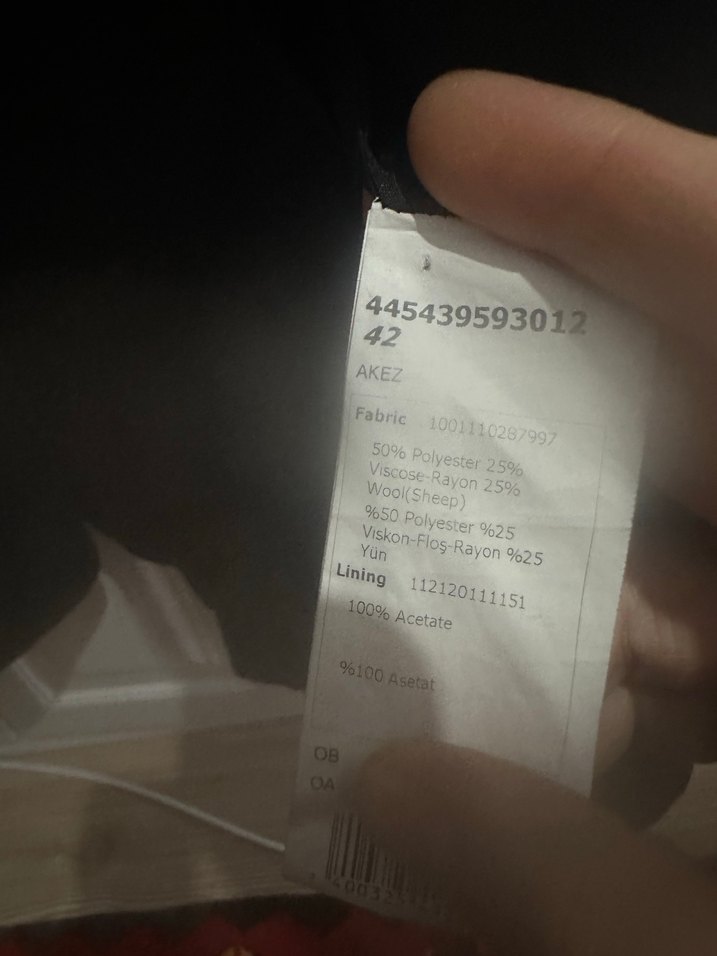 445439593012
42
AKEZ
Fabric 1001110287997
50% Polyester 25%
Viscose-Rayon 25%
Wool(Sheep)
%50 Polyester %25
Viskon-Floş-Rayon %25
Yün
Lining 112120111151
100% Acetate
%100 Asetat
OB
OA